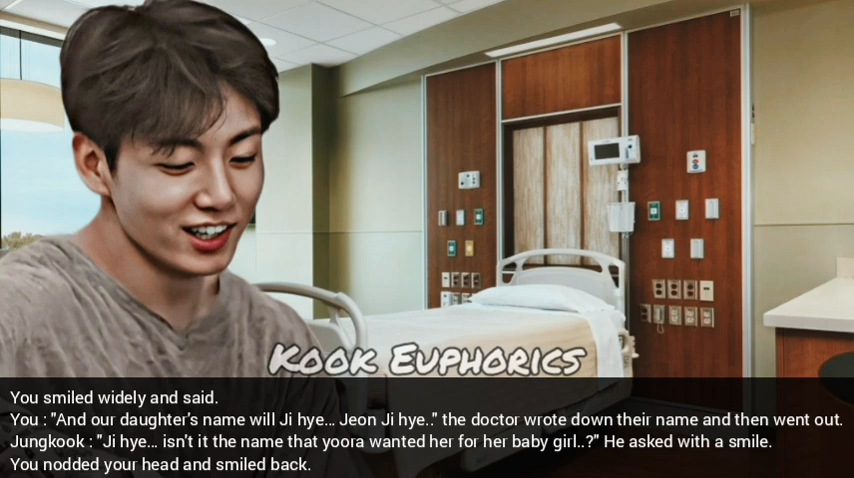 Kook Euphorics
You smiled widely and said.
You : "And our daughter's name will Ji hye... Jeon Ji hye.." the doctor wrote down their name and then went out.
Jungkook : "Ji hye... isn't it the name that yoora wanted her for her baby girl..?" He asked with a smile.
You nodded your head and smiled back.